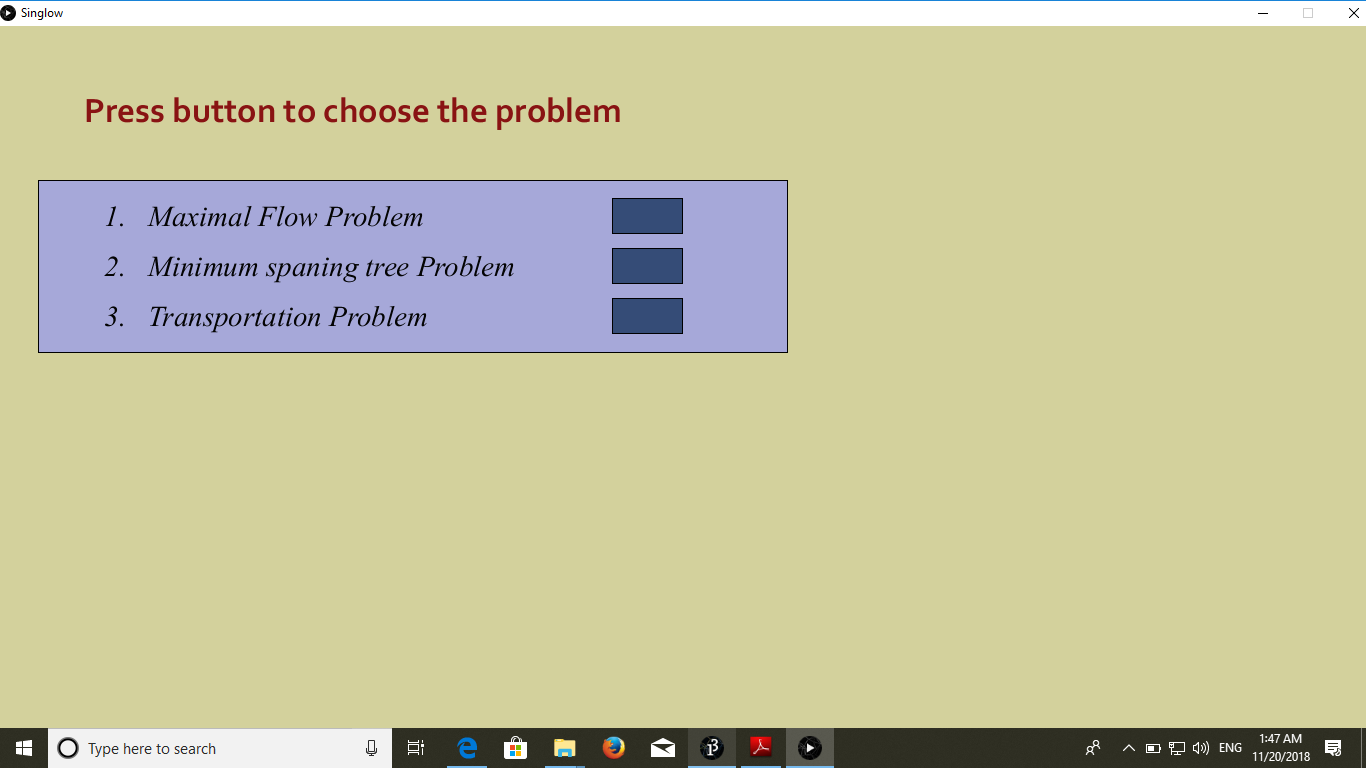 Singlow
Press button to choose the problem
1. Maximal Flow Problem
2. Minimum spaning tree Problem
3. Transportation Problem
Type here to search
ENG
1:47 AM
11/20/2018